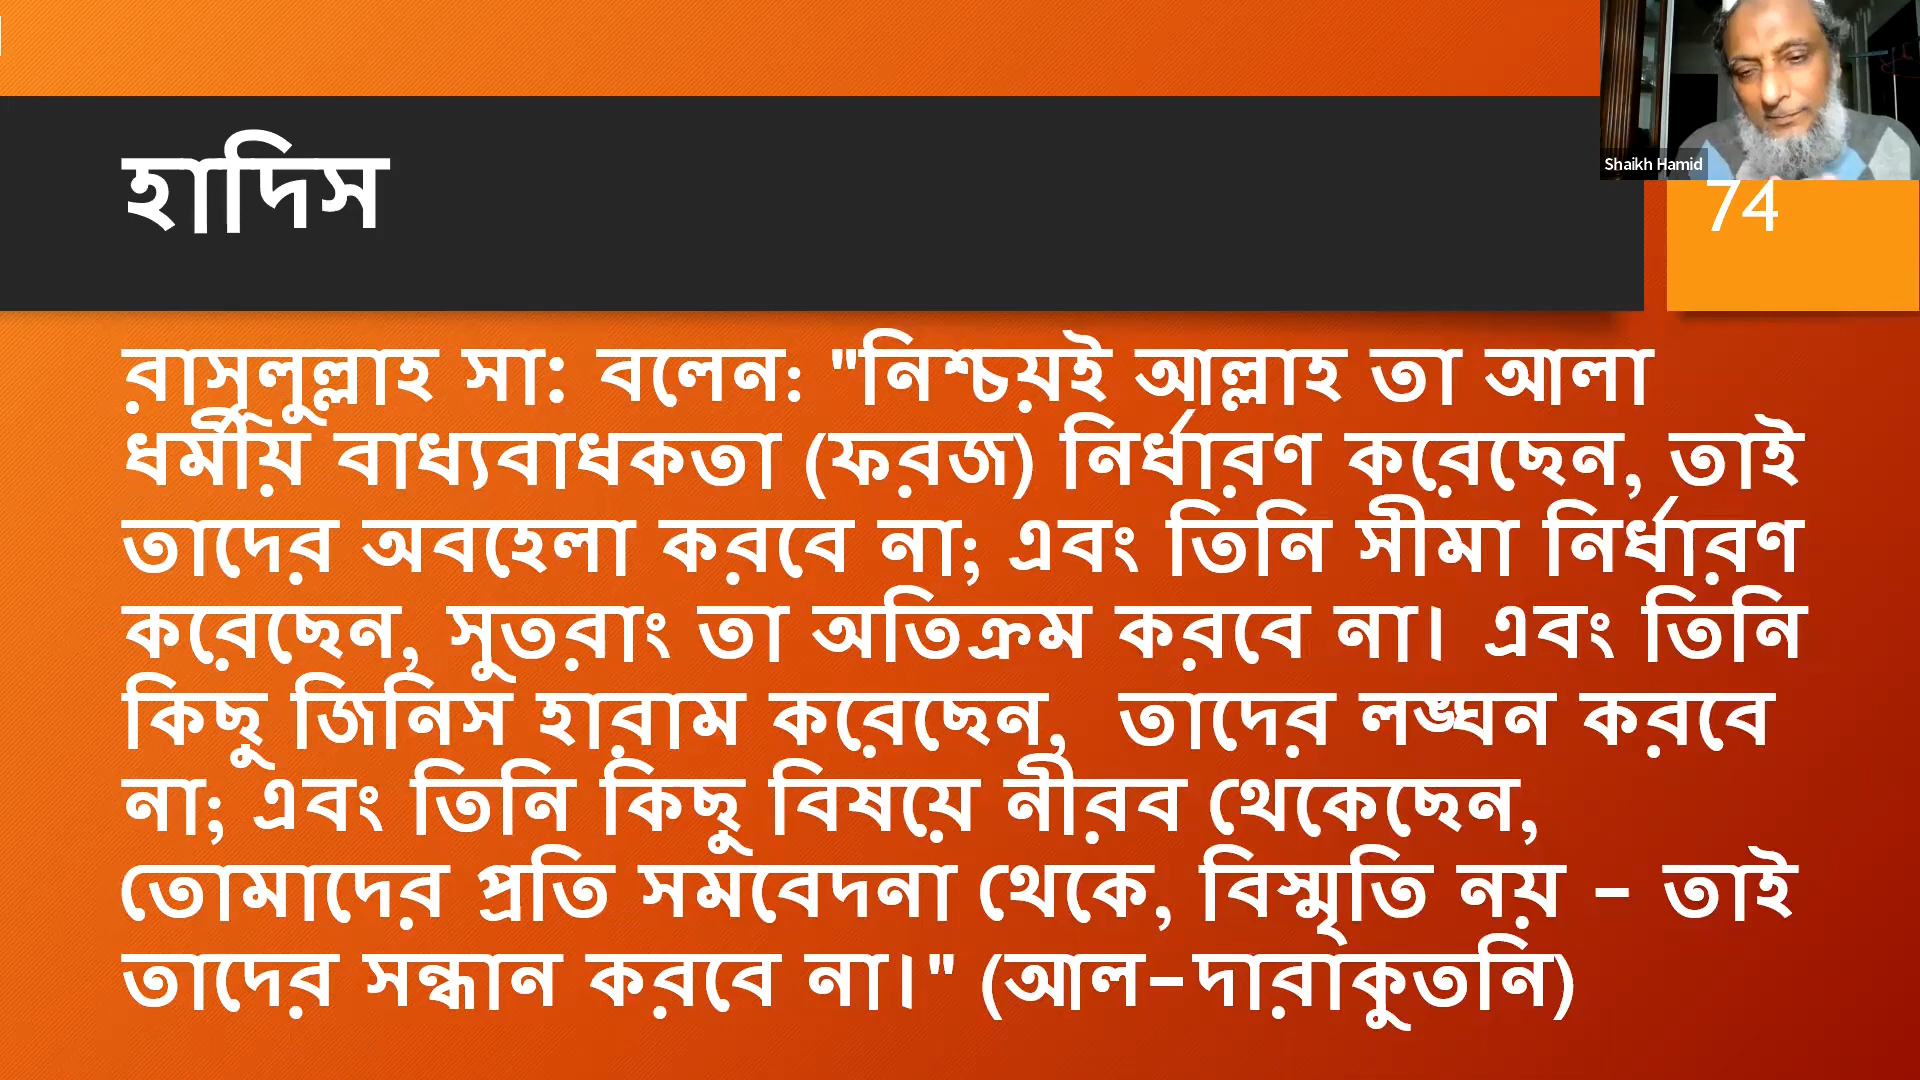 Shaikh Hamid
হাদিস
74
রাসূলুল্লাহ সা: বলেন: "নিশ্চয়ই আল্লাহ তা আলা
ধর্মীয় বাধ্যবাধকতা (ফরজ) নির্ধারণ করেছেন, তাই
তাদের অবহেলা করবে না; এবং তিনি সীমা নির্ধারণ
করেছেন, সুতরাং তা অতিক্রম করবে না। এবং তিনি
কিছু জিনিস হারাম করেছেন, তাদের লঙ্ঘন করবে
না; এবং তিনি কিছু বিষয়ে নীরব থেকেছেন,
তোমাদের প্রতি সমবেদনা থেকে, বিস্মৃতি নয় - তাই
তাদের সন্ধান করবে না।" (আল-দারাকুতনি)